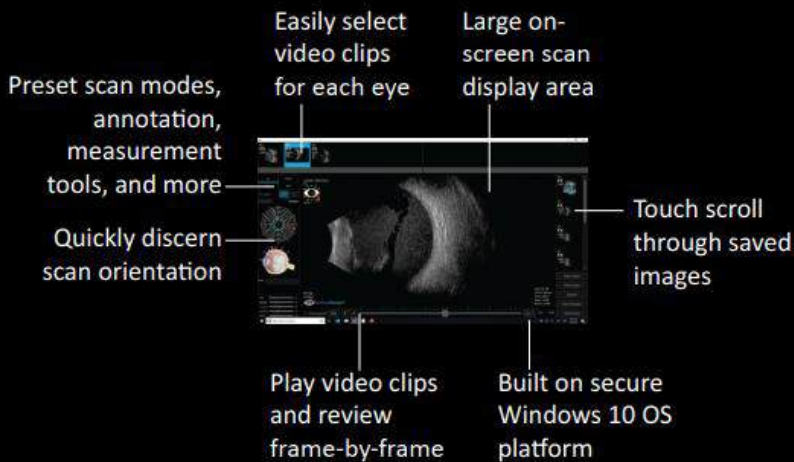 Easily select
video clips
for each eye
Large on-
screen scan
display area
Preset scan modes,
annotation,
measurement
tools, and more
Quickly discern
scan orientation
Touch scroll
through saved
images
Play video clips
and review
frame-by-frame
Built on secure
Windows 10 OS
platform